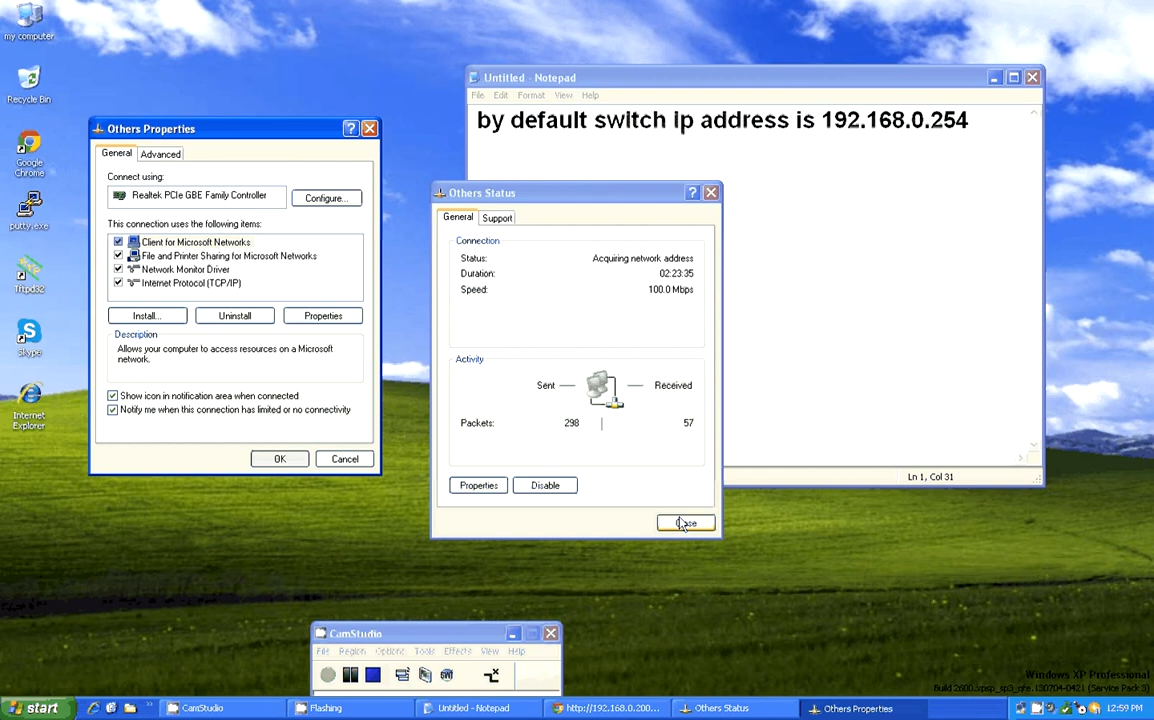 my computer
Recycle Bin
Google
Chrome
putty.exe
Tftpd32
Skype
Internet
Explorer
Others Properties
General
Advanced
Connect using:
Realtek PCIe GBE Family Controller
Configure...
This connection uses the following items:
Client for Microsoft Networks
File and Printer Sharing for Microsoft Networks
Network Monitor Driver
Internet Protocol (TCP/IP)
Install...
Uninstall
Properties
Description
Allows your computer to access resources on a Microsoft
network.
Show icon in notification area when connected
Notify me when this connection has limited or no connectivity
OK
Cancel
Untitled - Notepad
File Edit Format View Help
by default switch ip address is 192.168.0.254
Ln 1, Col 31
Others Status
General
Support
Connection
Status: Acquiring network address
Duration: 02:23:35
Speed: 100.0 Mbps
Activity
Sent
Received
Packets: 298 57
Properties
Disable
Close
CamStudio
File Region Options Tools Effects View Help
SWF
Windows XP Professional
Build 2600.xpsp_sp3_qfe.130704-0421 (Service Pack 3)
start
CamStudio
Flashing
Untitled - Notepad
http://192.168.0.200...
Others Status
Others Properties
12:59 PM